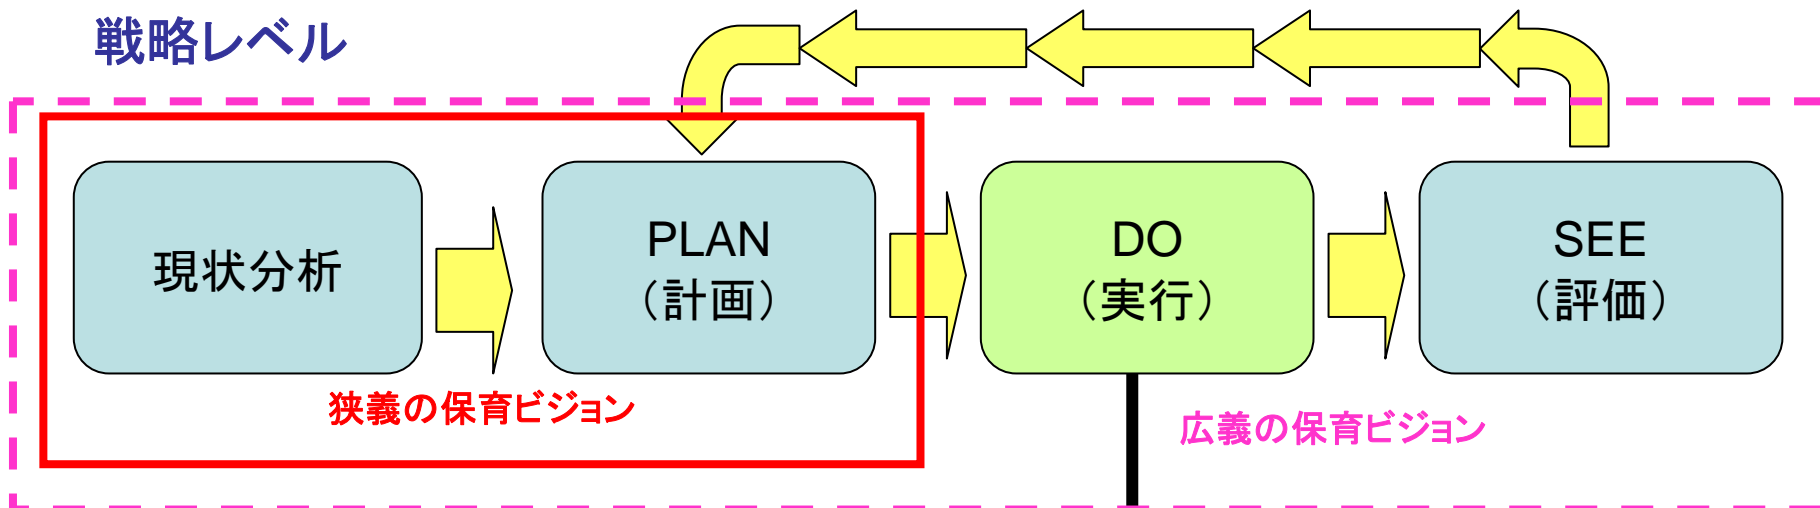 戦略レベル
現状分析
PLAN
（計画）
DO
（実行）
SEE
（評価）
狭義の保育ビジョン
広義の保育ビジョン